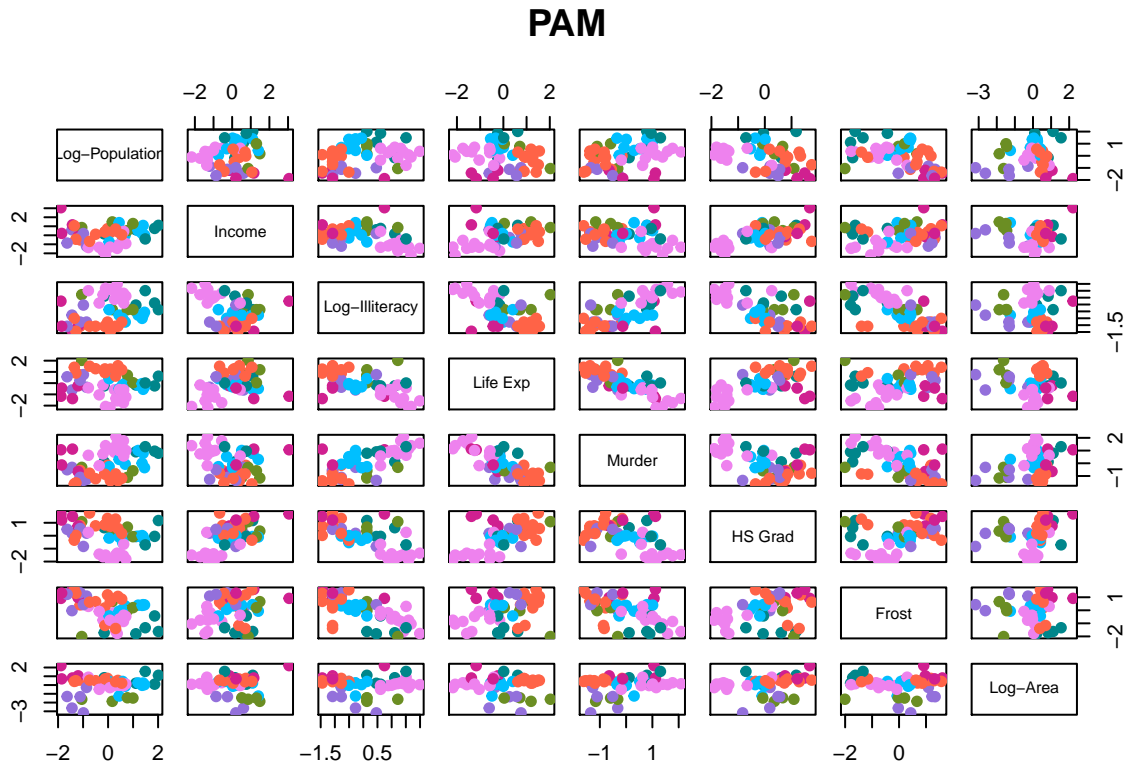 PAM
−2 0 2 −2 0 2 −2 0 −3 0 2
Log−Population 1 −2
2 −2 Income
Log−Illiteracy −1.5
2 −2 Life Exp
Murder 2 −1
1 −2 HS Grad
Frost 1 −2
2 −3 Log−Area
−2 0 2 −1.5 0.5 −1 1 −2 0